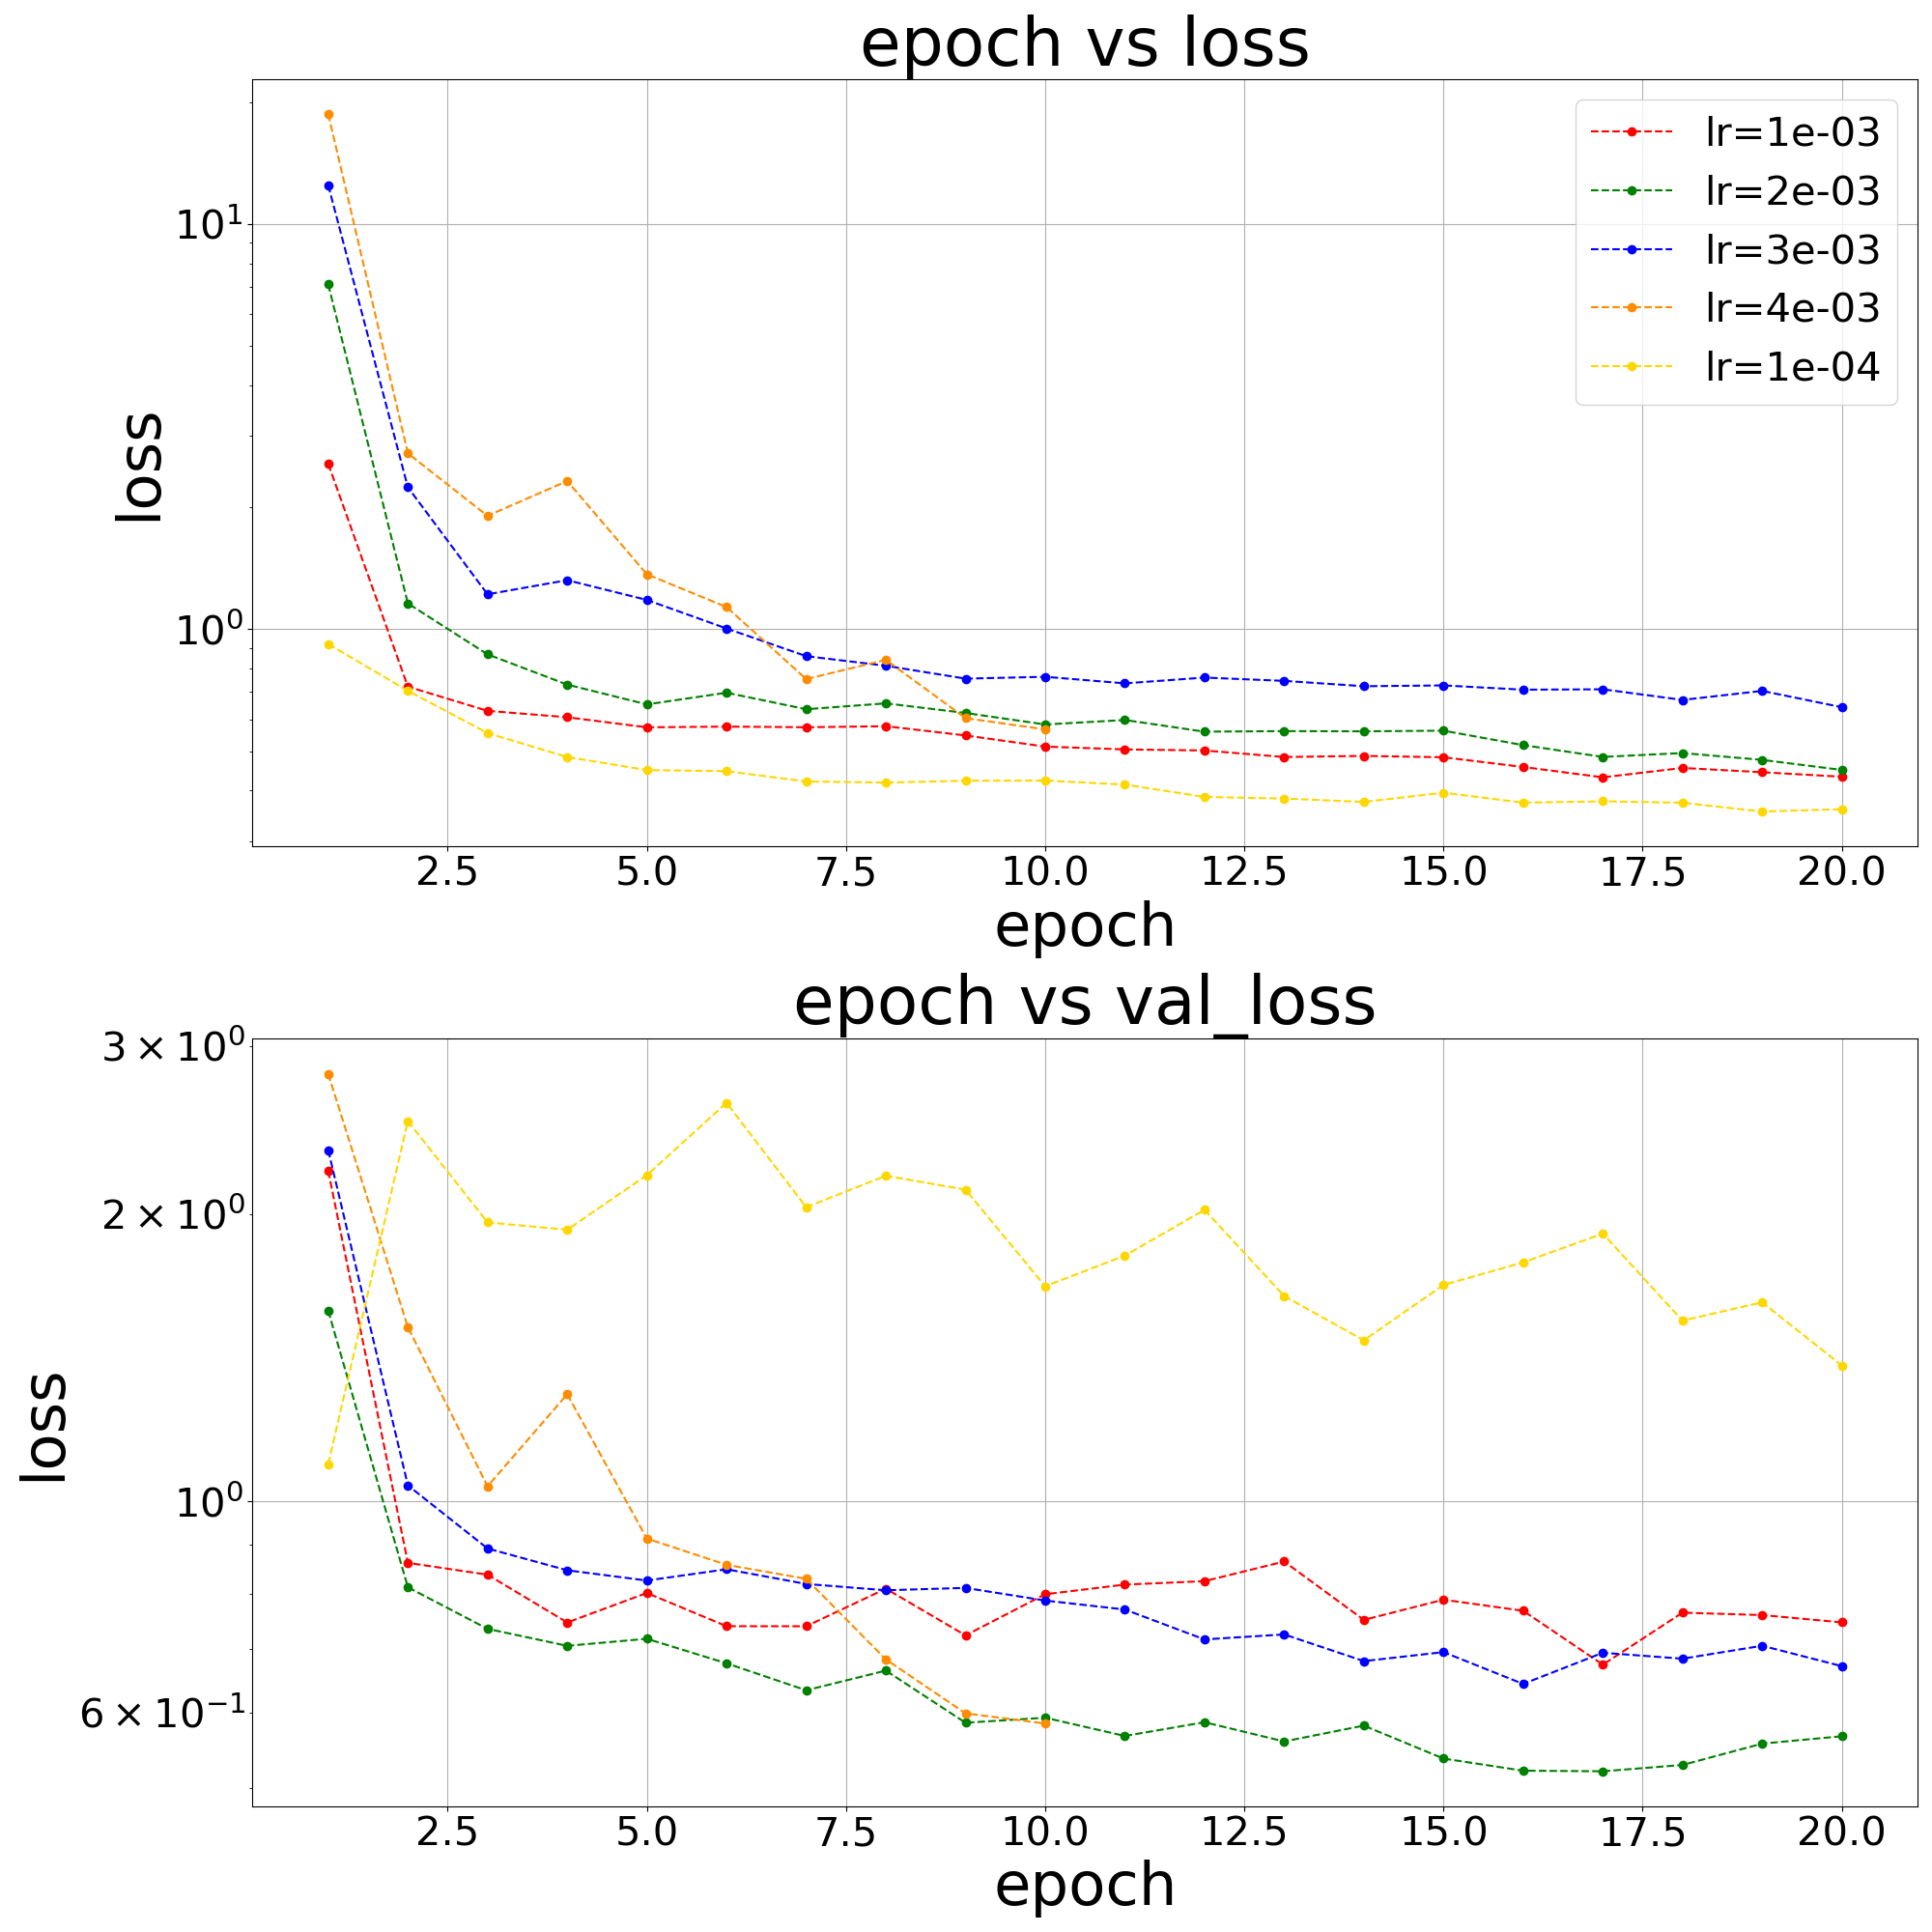 epoch vs loss
lr=1e-03
lr=2e-03
lr=3e-03
lr=4e-03
lr=1e-04
10¹
10⁰
loss
2.5 5.0 7.5 10.0 12.5 15.0 17.5 20.0
epoch
epoch vs val_loss
3 × 10⁰
2 × 10⁰
10⁰
6 × 10⁻¹
loss
2.5 5.0 7.5 10.0 12.5 15.0 17.5 20.0
epoch